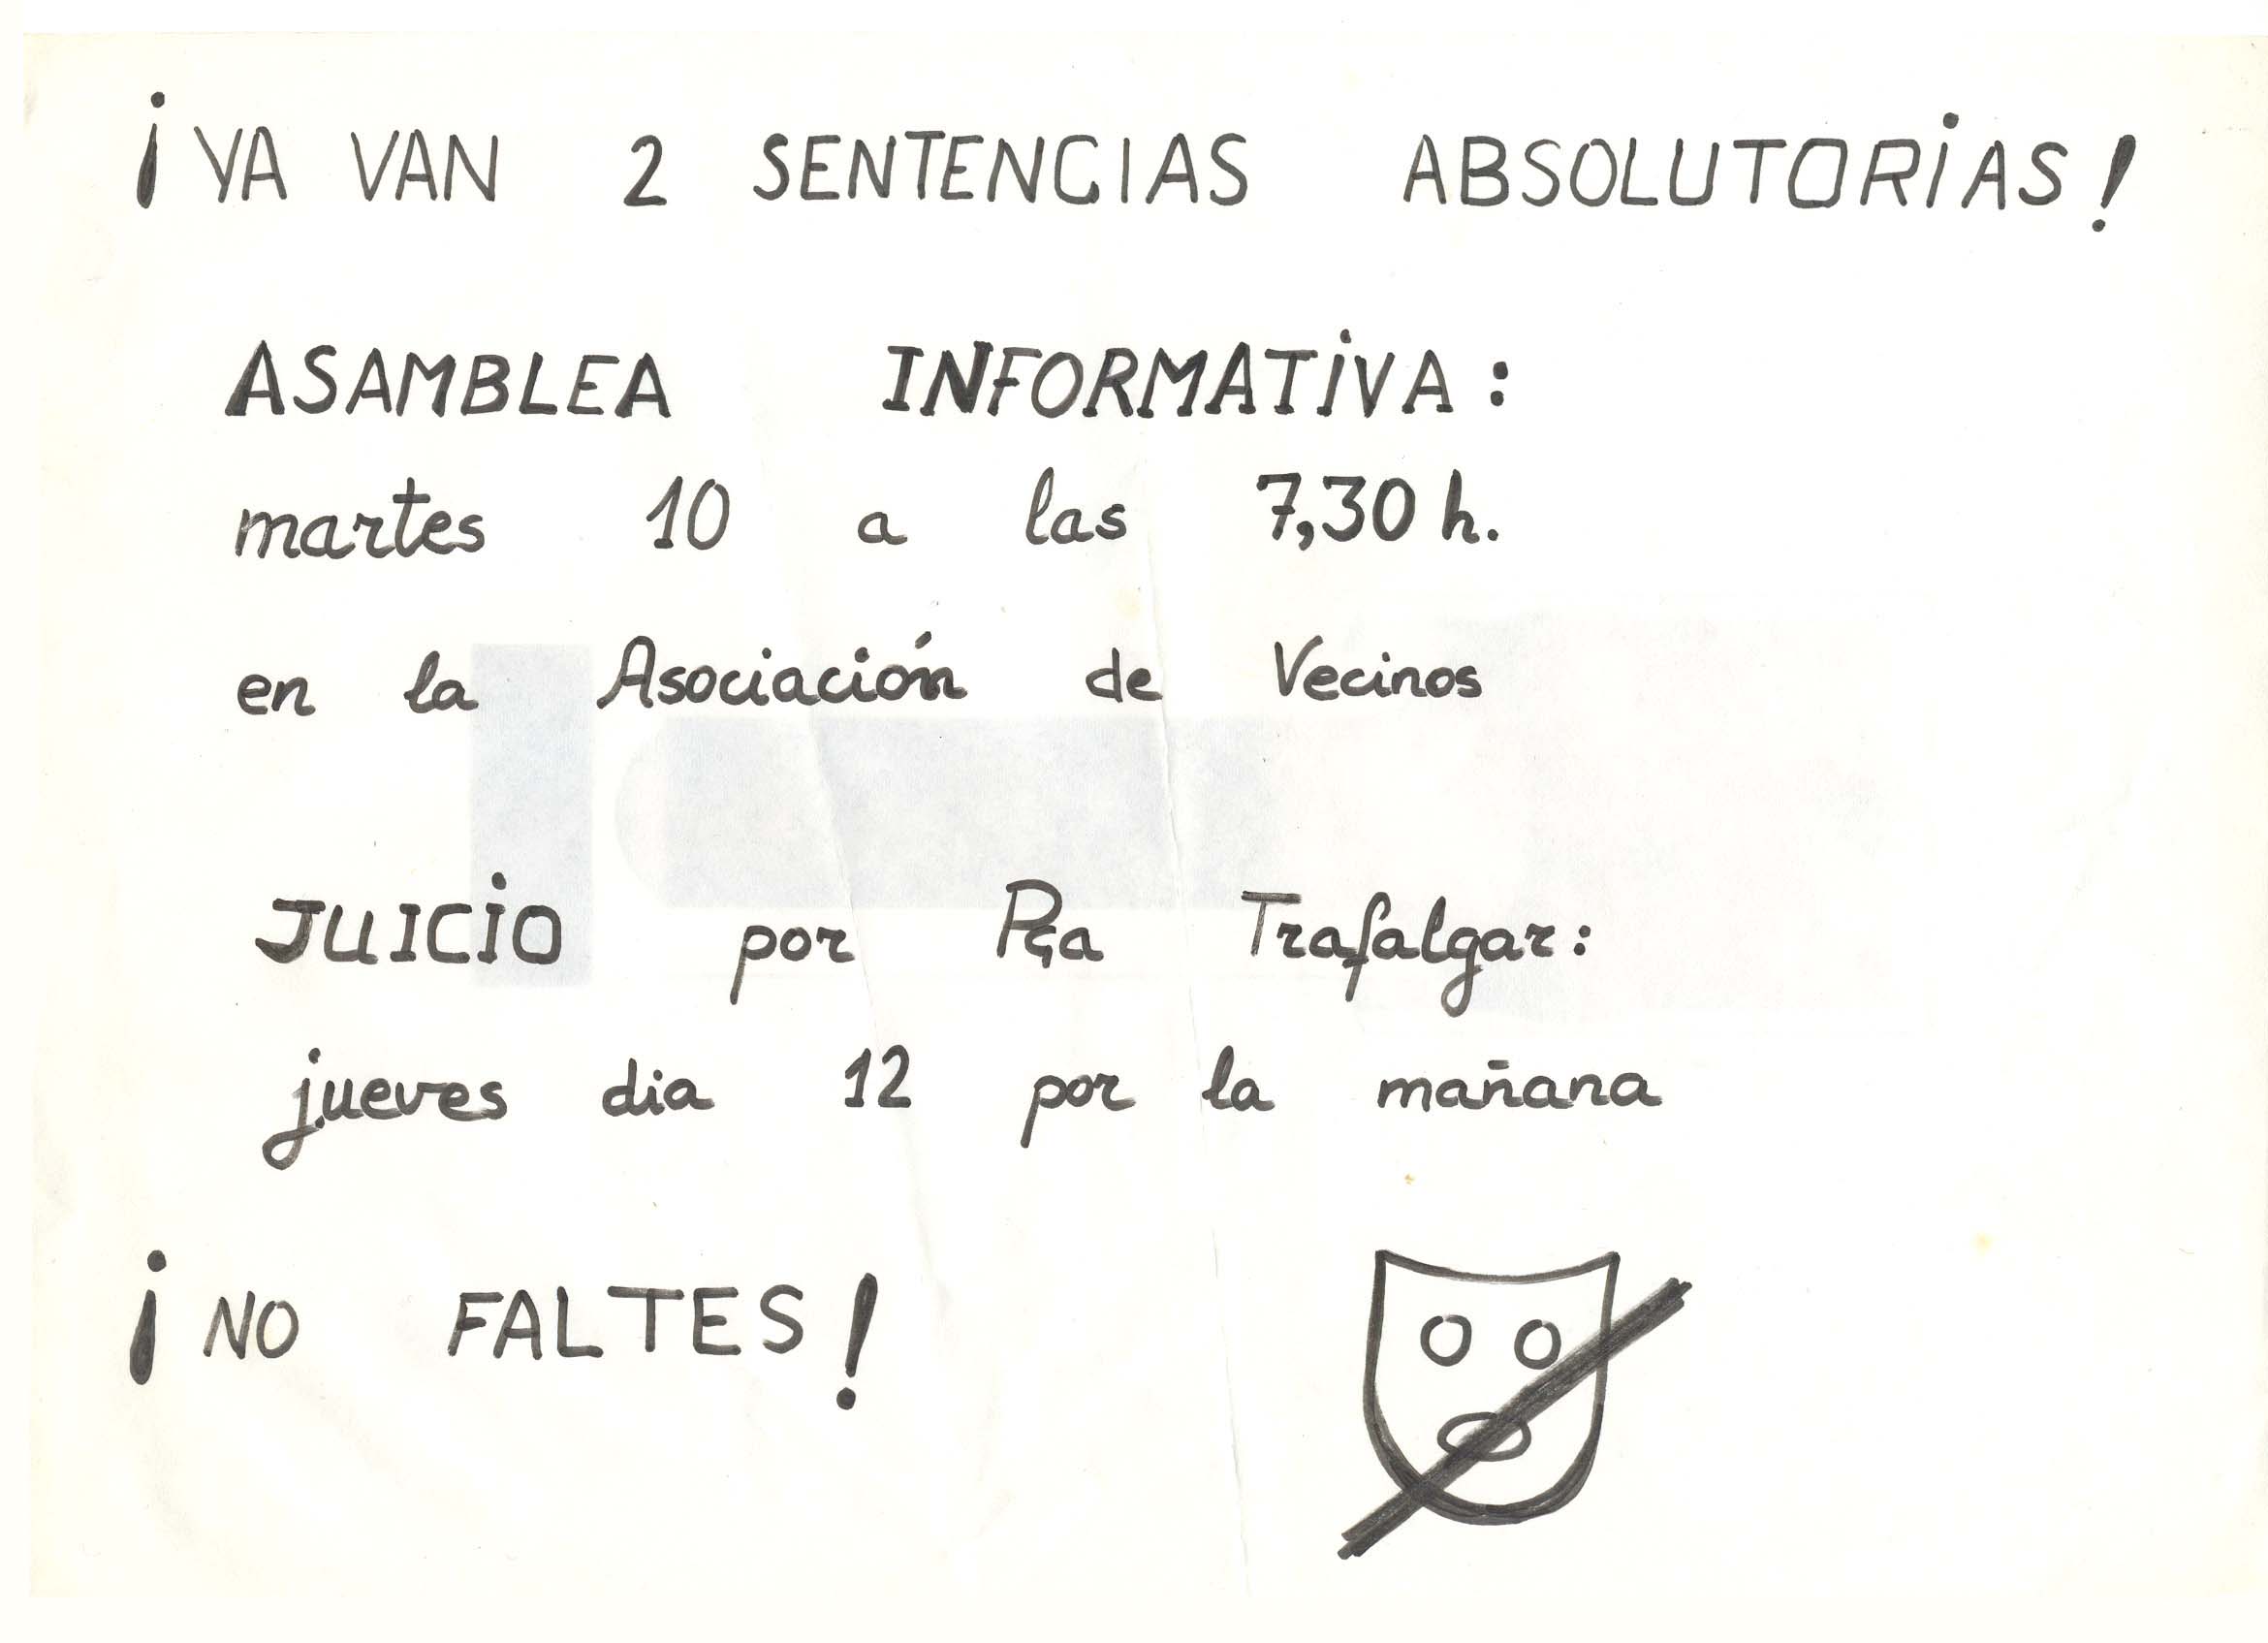 ¡YA VAN 2 SENTENCIAS ABSOLUTORIAS!
ASAMBLEA INFORMATIVA:
martes 10 a las 7,30 h.
en la Asociación de Vecinos
JUICIO por Pça Trafalgar:
jueves dia 12 por la mañana
¡NO FALTES!